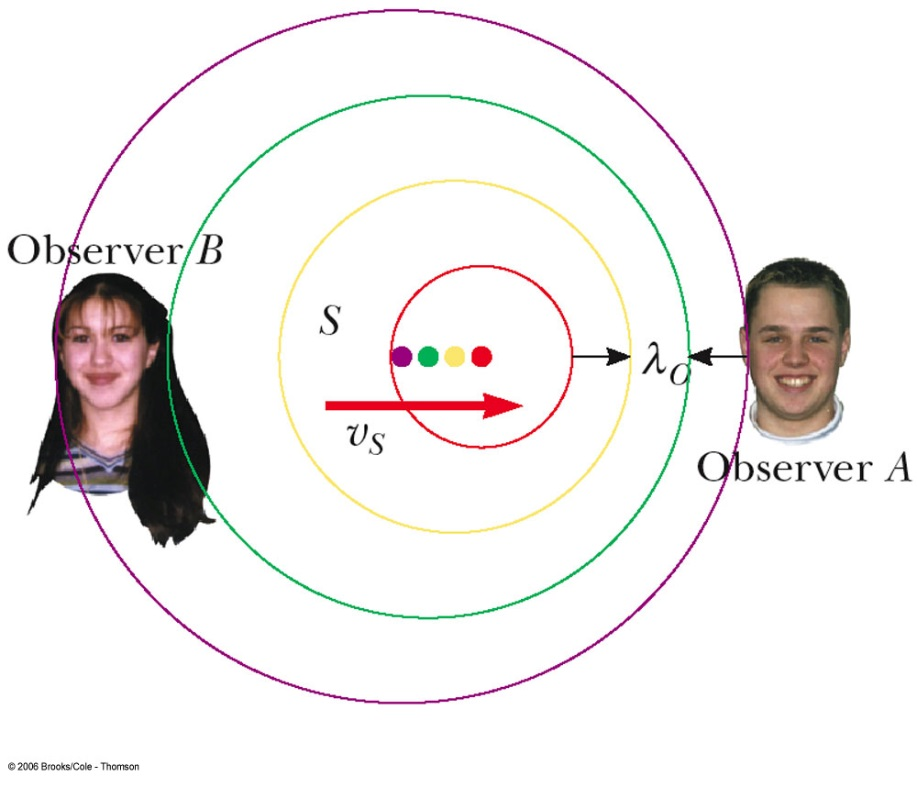 Observer B
S
λO
vS
Observer A
© 2006 Brooks/Cole - Thomson